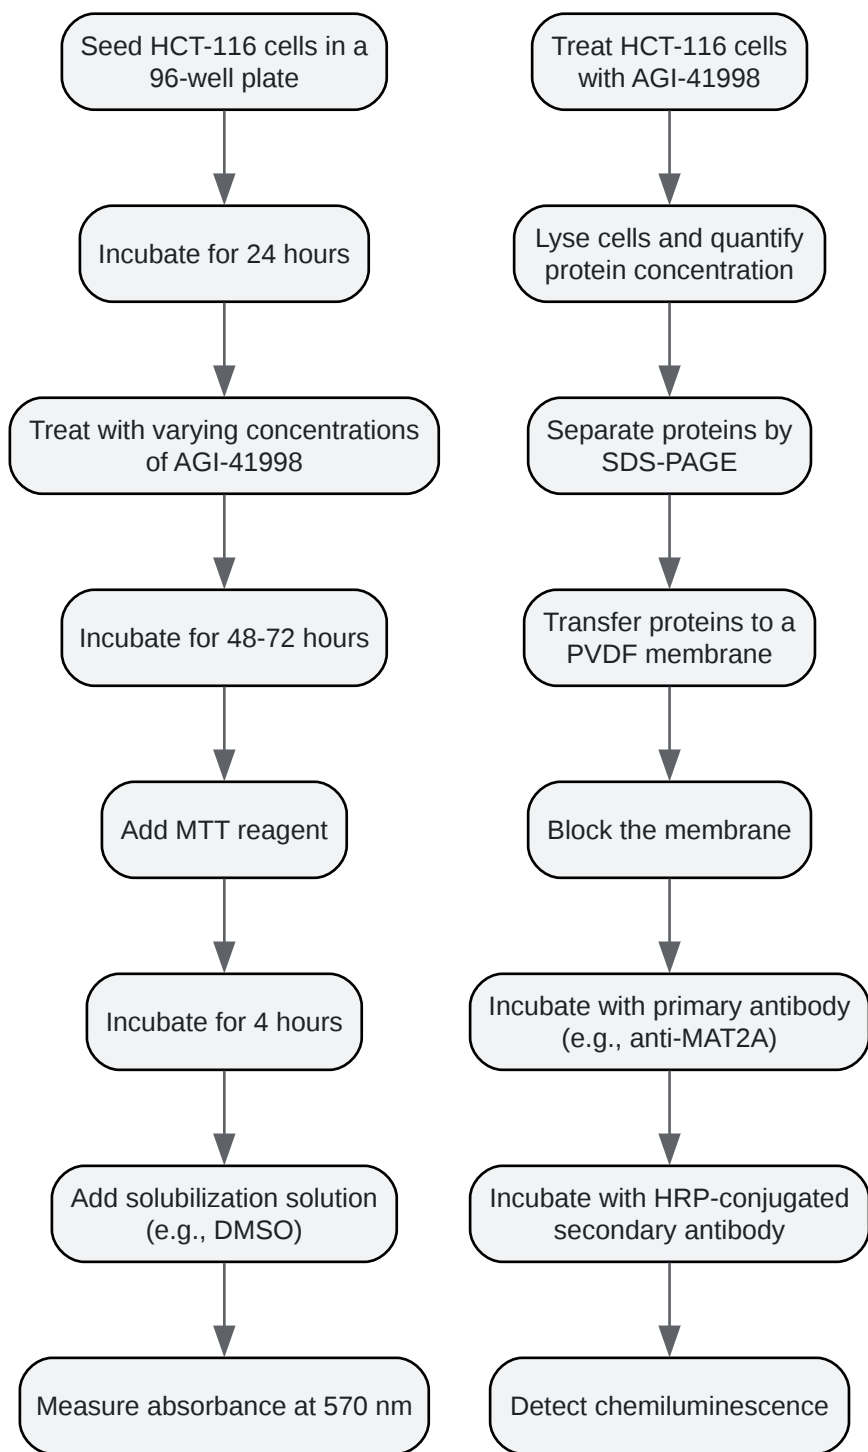 Seed HCT-116 cells in a
96-well plate
Incubate for 24 hours
Treat with varying concentrations
of AGI-41998
Incubate for 48-72 hours
Add MTT reagent
Incubate for 4 hours
Add solubilization solution
(e.g., DMSO)
Measure absorbance at 570 nm
Treat HCT-116 cells
with AGI-41998
Lyse cells and quantify
protein concentration
Separate proteins by
SDS-PAGE
Transfer proteins to a
PVDF membrane
Block the membrane
Incubate with primary antibody
(e.g., anti-MAT2A)
Incubate with HRP-conjugated
secondary antibody
Detect chemiluminescence